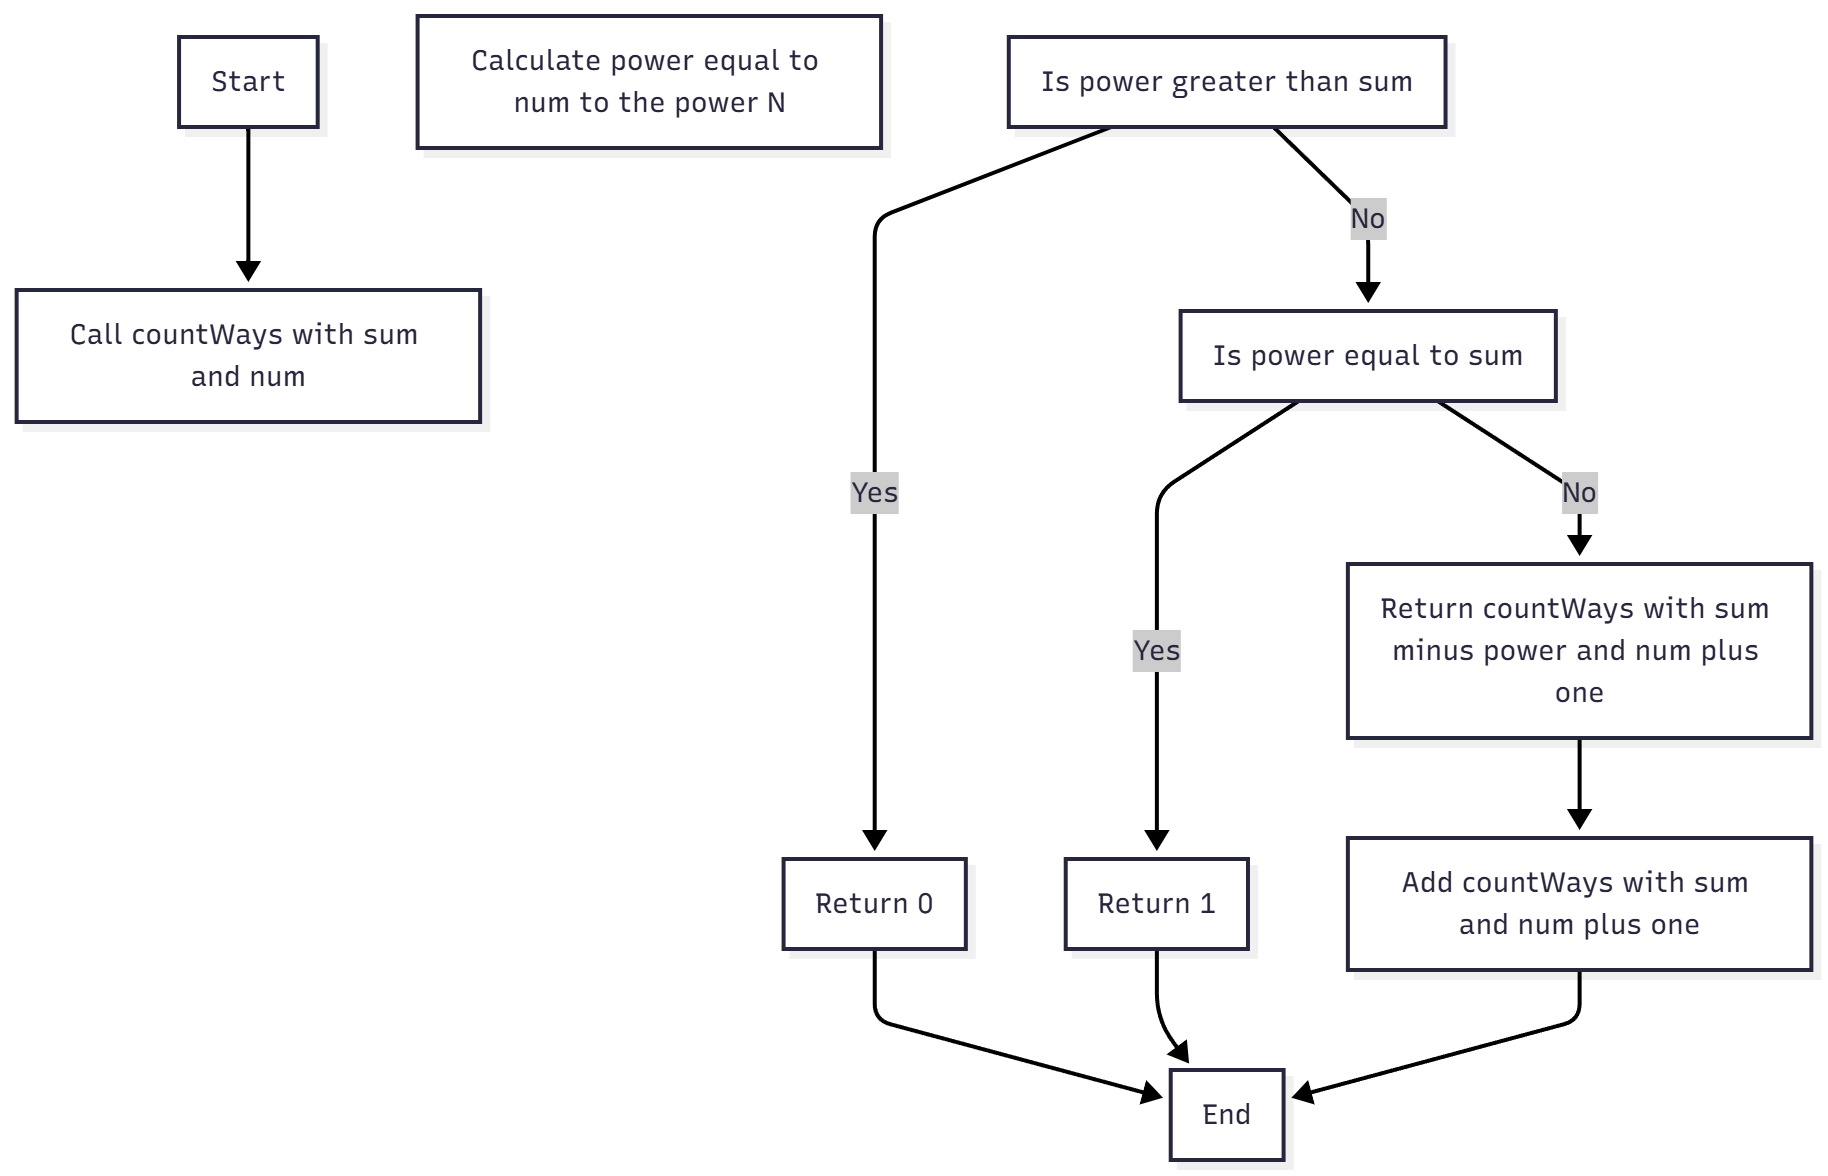 Start
Calculate power equal to
num to the power N
Is power greater than sum
No
Call countWays with sum
and num
Is power equal to sum
Yes
No
Return countWays with sum
minus power and num plus
one
Yes
Return 0
Return 1
Add countWays with sum
and num plus one
End